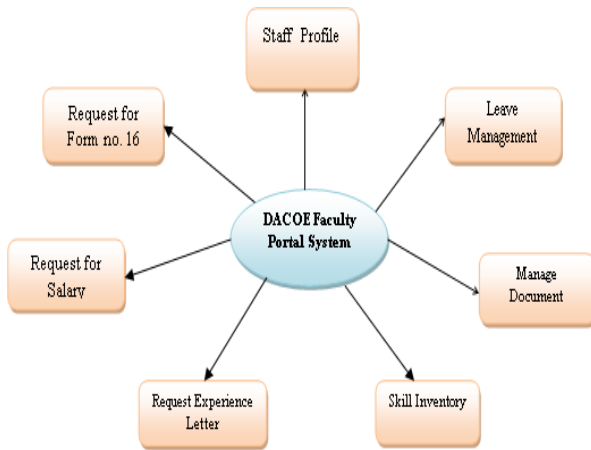 Staff Profile
Request for
Form no. 16
Leave
Management
DACOE Faculty
Portal System
Request for
Salary
Manage
Document
Request Experience
Letter
Skill Inventory